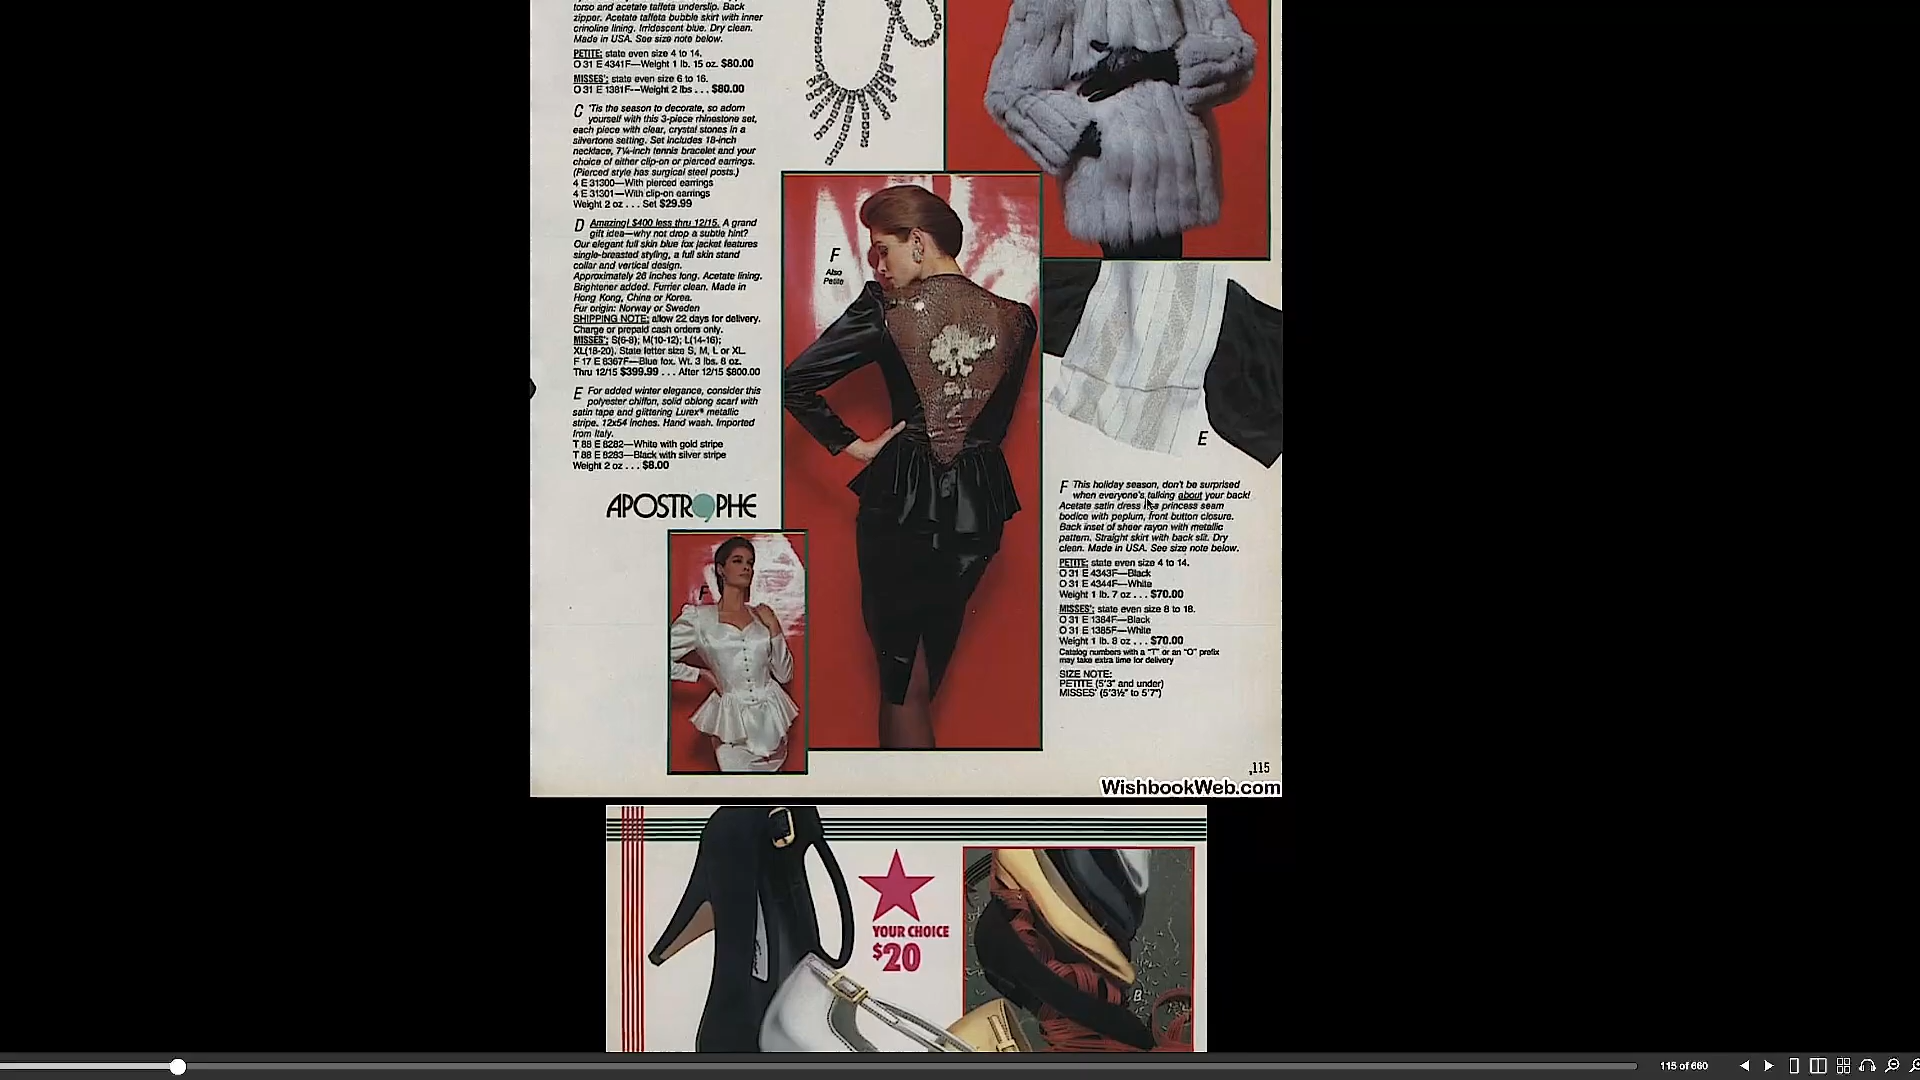 torso and acetate taffeta underslip. Back
zipper. Acetate taffeta bubble skirt with inner
crinoline lining. Irridescent blue. Dry clean.
Made in USA. See size note below.
PETITE: state even size 4 to 14.
O 31 E 4341F—Weight 1 lb. 15 oz. $80.00
MISSES': state even size 6 to 16.
O 31 E 1381F—Weight 2 lbs . . . $80.00
C 'Tis the season to decorate, so adorn
yourself with this 3-piece rhinestone set,
each piece with clear, crystal stones in a
silvertone setting. Set includes 18-inch
necklace, 7¼-inch tennis bracelet and your
choice of either clip-on or pierced earrings.
(Pierced style has surgical steel posts.)
4 E 31300—With pierced earrings
4 E 31301—With clip-on earrings
Weight 2 oz . . . Set $29.99
D Amazing! $400 less thru 12/15. A grand
gift idea—why not drop a subtle hint?
Our elegant full skin blue fox jacket features
single-breasted styling, a full skin stand
collar and vertical design.
Approximately 26 inches long. Acetate lining.
Brightener added. Furrier clean. Made in
Hong Kong, China or Korea.
Fur origin: Norway or Sweden
SHIPPING NOTE: allow 22 days for delivery.
Charge or prepaid cash orders only.
MISSES': S(6-8); M(10-12); L(14-16);
XL(18-20). State letter size S, M, L or XL.
F 17 E 8367F—Blue fox. Wt. 3 lbs. 8 oz.
Thru 12/15 $399.99 . . . After 12/15 $800.00
E For added winter elegance, consider this
polyester chiffon, solid oblong scarf with
satin tape and glittering Lurex® metallic
stripe. 12x54 inches. Hand wash. Imported
from Italy.
T 88 E 8282—White with gold stripe
T 88 E 8283—Black with silver stripe
Weight 2 oz . . . $8.00
APOSTROPHE
F
Also
Petite
F
E
F This holiday season, don't be surprised
when everyone's talking about your back!
Acetate satin dress has princess seam
bodice with peplum, front button closure.
Back inset of sheer rayon with metallic
pattern. Straight skirt with back slit. Dry
clean. Made in USA. See size note below.
PETITE: state even size 4 to 14.
O 31 E 4343F—Black
O 31 E 4344F—White
Weight 1 lb. 7 oz . . . $70.00
MISSES': state even size 8 to 18.
O 31 E 1384F—Black
O 31 E 1385F—White
Weight 1 lb. 8 oz . . . $70.00
Catalog numbers with a "T" or an "O" prefix
may take extra time for delivery
SIZE NOTE:
PETITE (5'3" and under)
MISSES' (5'3½" to 5'7")
115
WishbookWeb.com
YOUR CHOICE
$20
B
115 of 660